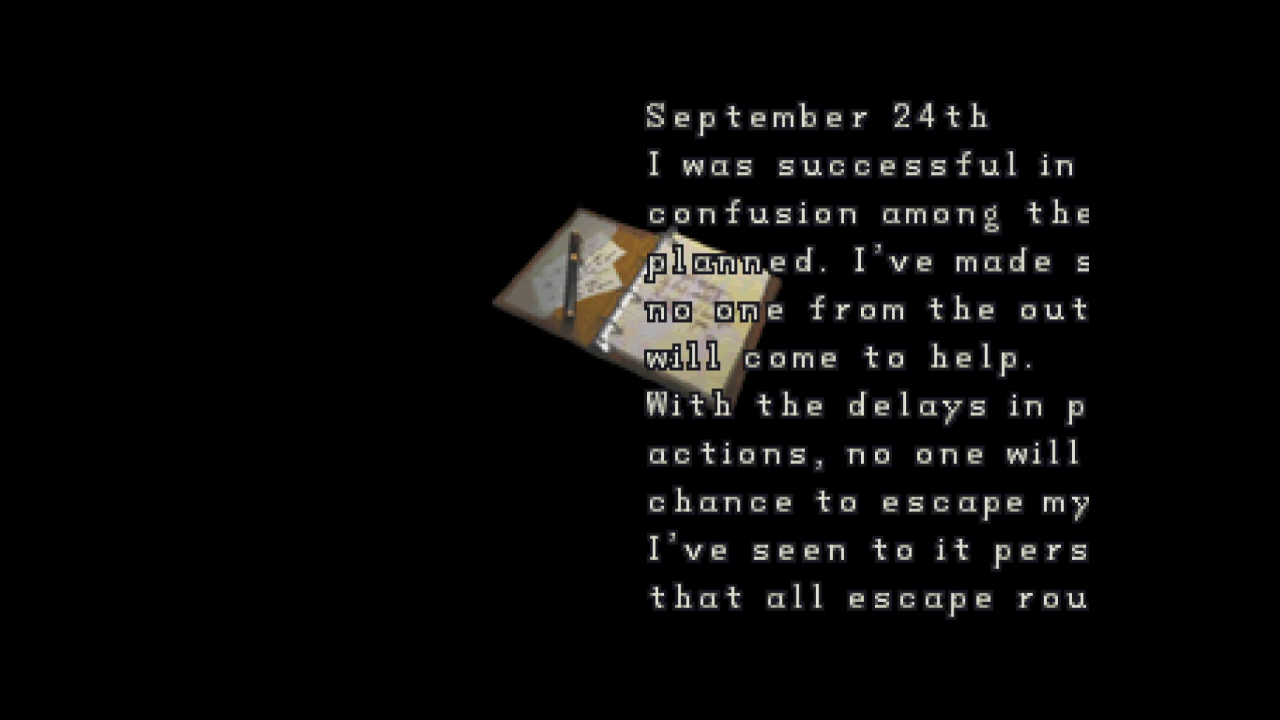 September 24th
I was successful in
confusion among the
planned. I've made s
no one from the out
will come to help.
With the delays in p
actions, no one will
chance to escape my
I've seen to it pers
that all escape rou